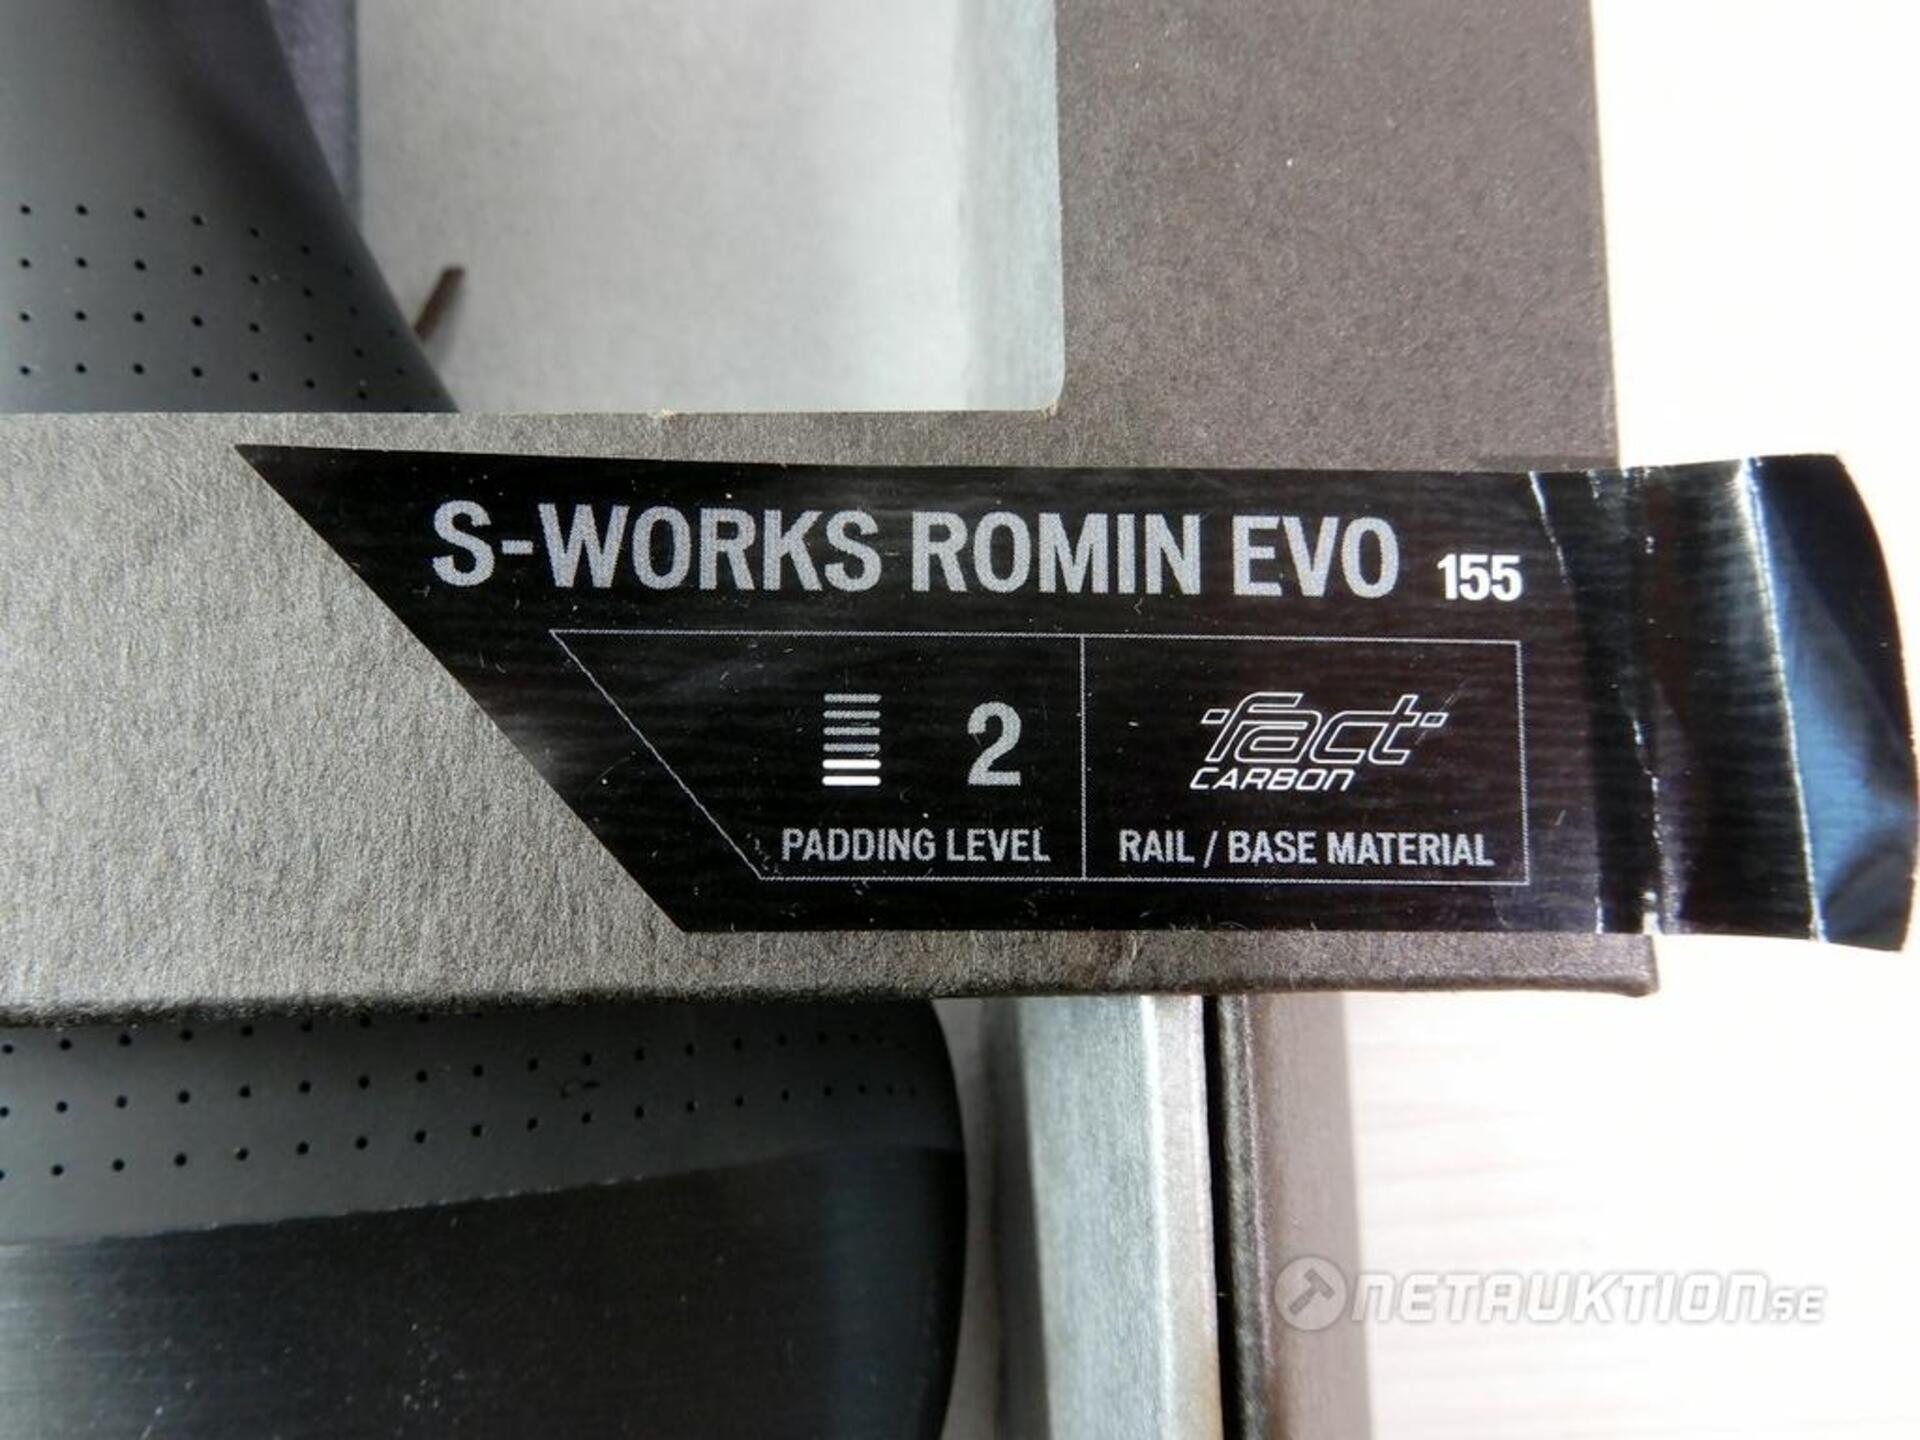 S-WORKS ROMIN EVO 155
2
fact
CARBON
PADDING LEVEL
RAIL / BASE MATERIAL
NETAUKTION.SE